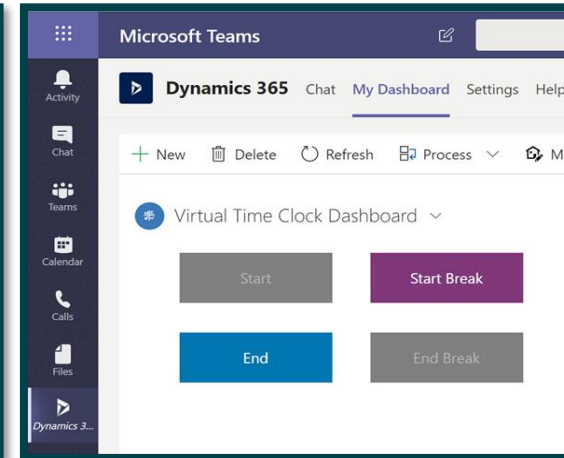 Microsoft Teams
Activity
Chat
Teams
Calendar
Calls
Files
Dynamics 3...
Dynamics 365 Chat My Dashboard Settings Help
New Delete Refresh Process M
Virtual Time Clock Dashboard
Start Start Break
End End Break